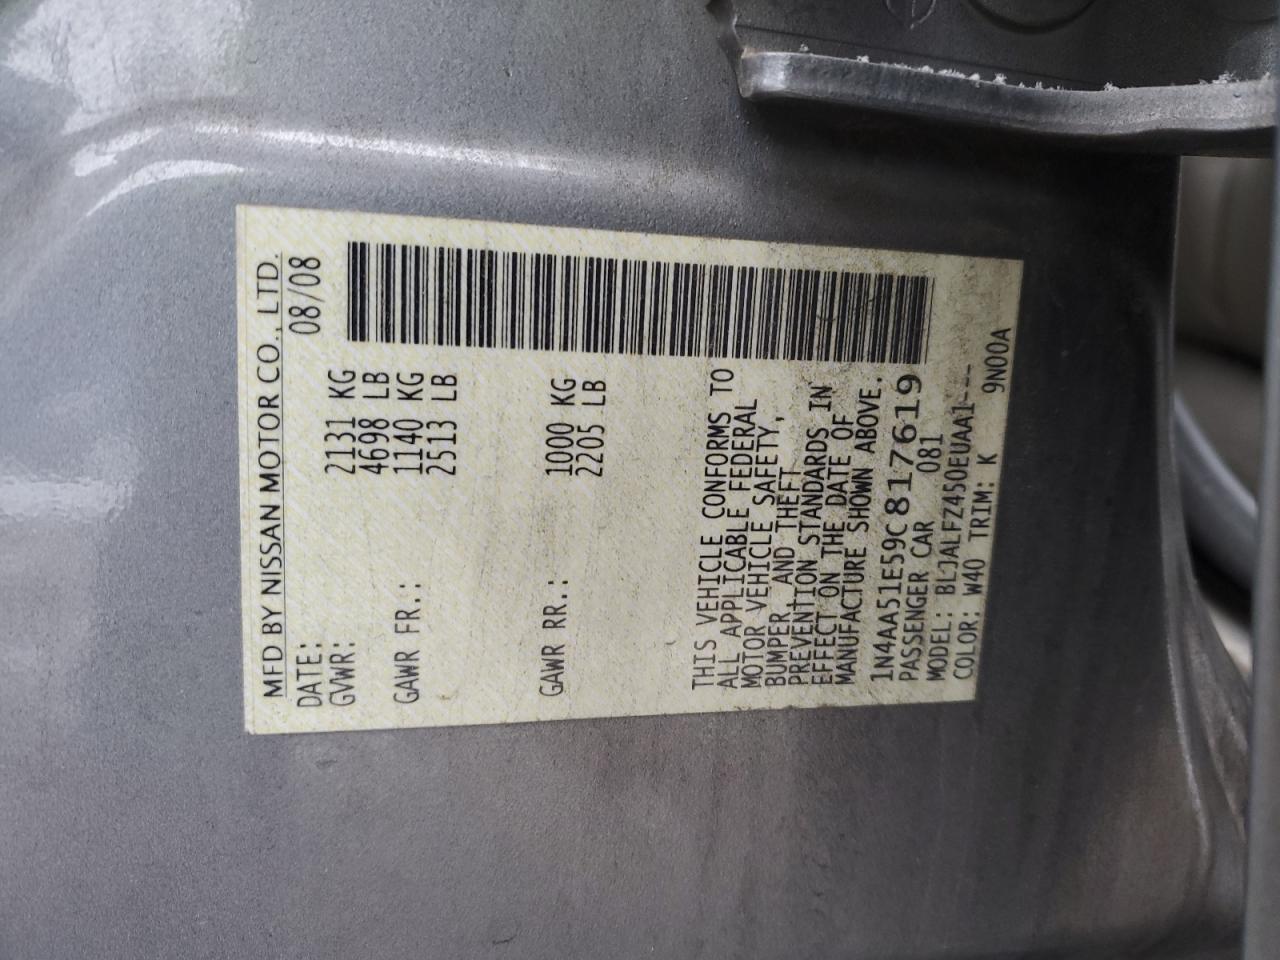 MFD BY NISSAN MOTOR CO., LTD.
DATE: 08/08
GVWR: 2131 KG
4698 LB
GAWR FR.: 1140 KG
2513 LB
GAWR RR.: 1000 KG
2205 LB
THIS VEHICLE CONFORMS TO
ALL APPLICABLE FEDERAL
MOTOR VEHICLE SAFETY,
BUMPER, AND THEFT
PREVENTION STANDARDS IN
EFFECT ON THE DATE OF
MANUFACTURE SHOWN ABOVE.
1N4AA51E59C817619
PASSENGER CAR 081
MODEL: BLJALFZ450EUAA1---
COLOR: W40 TRIM: K 9N00A